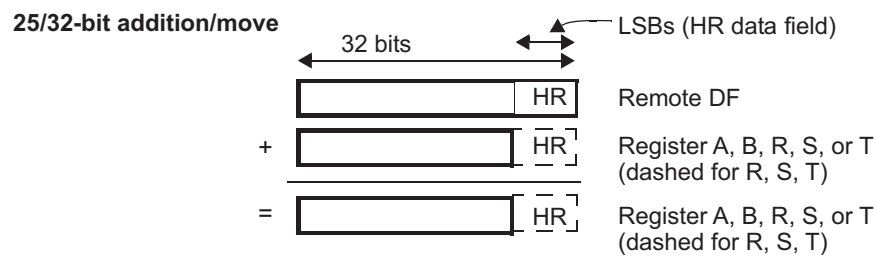 25/32-bit addition/move
LSBs (HR data field)
32 bits
HR
Remote DF
+
HR
Register A, B, R, S, or T
(dashed for R, S, T)
=
HR
Register A, B, R, S, or T
(dashed for R, S, T)